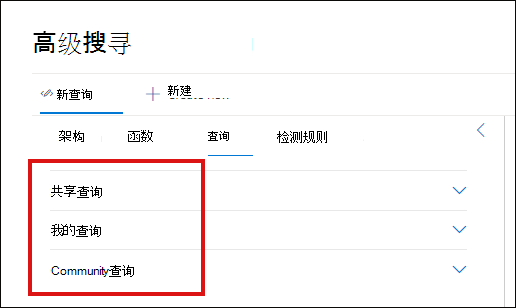 高级搜寻
新查询 新建
架构 函数 查询 检测规则
共享查询
我的查询
Community查询